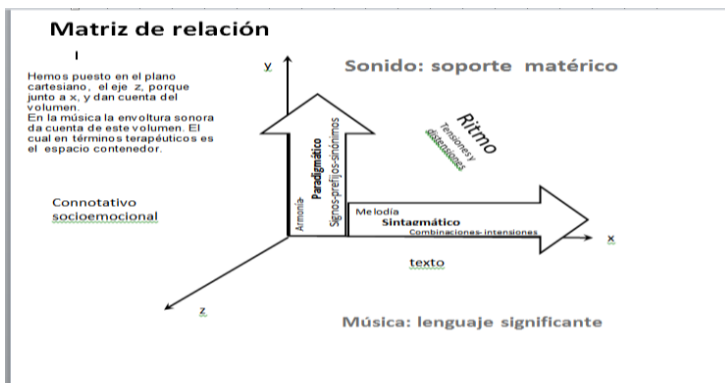 Matriz de relación
Hemos puesto en el plano
cartesiano, el eje z, porque
junto a x, y dan cuenta del
volumen.
En la música la envoltura sonora
da cuenta de este volumen. El
cual en términos terapéuticos es
el espacio contenedor.
Connotativo
socioemocional
y
Sonido: soporte matérico
Ritmo
Tensiones y
distensiones
Armonía-
Paradigmático
Signos-prefijos-sinónimos
Melodía
Sintagmático
Combinaciones-intensiones
x
texto
z
Música: lenguaje significante